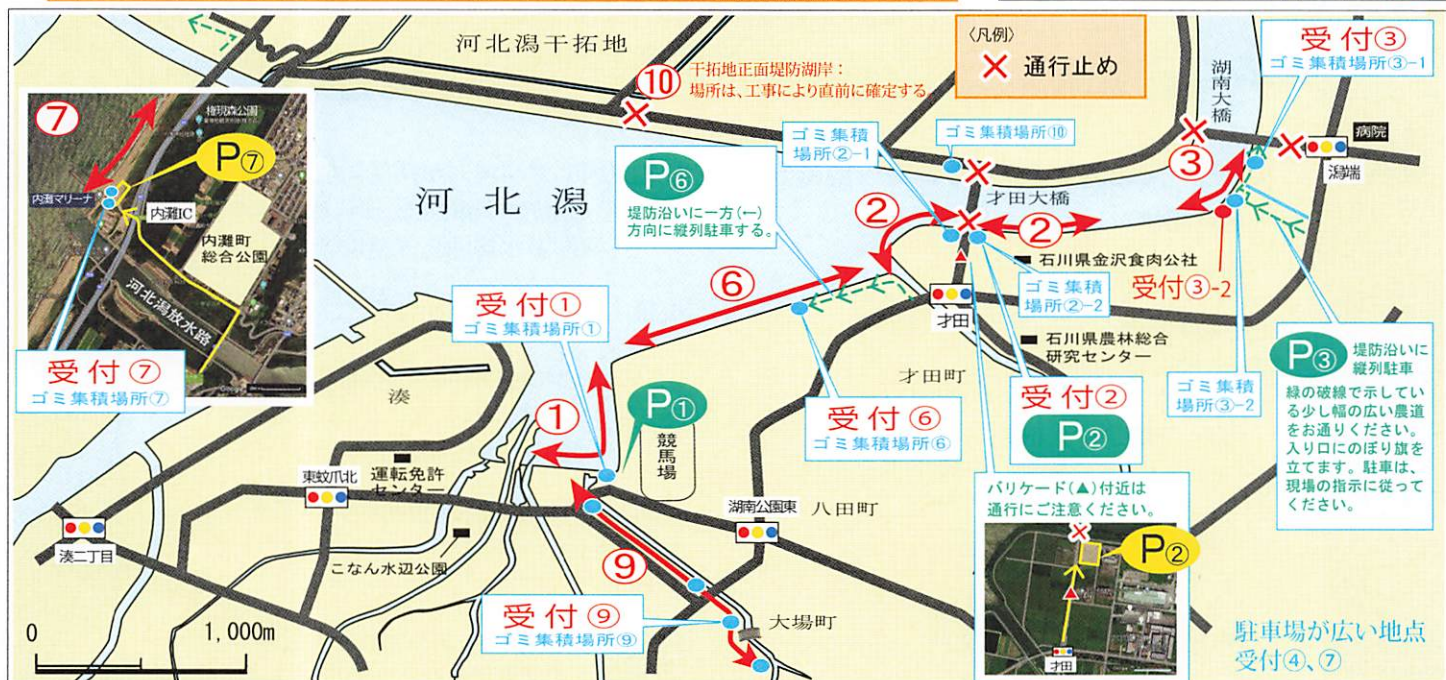 河北潟干拓地
⑩ 干拓地正面堤防湖岸：
場所は、工事により直前に確定する。
〈凡例〉
× 通行止め
湖南大橋
受付③
ゴミ集積場所③-1
病院
潟端
③
⑦
権現森公園
P⑦
内灘マリーナ
内灘IC
内灘町
総合公園
河北潟放水路
Google
受付⑦
ゴミ集積場所⑦
河北潟
P⑥
堤防沿いに一方(←)
方向に縦列駐車する。
ゴミ集積
場所②-1
ゴミ集積場所⑩
才田大橋
②
②
石川県金沢食肉公社
ゴミ集積
場所②-2
受付③-2
才田
石川県農林総合
研究センター
才田町
⑥
受付①
ゴミ集積場所①
受付⑥
ゴミ集積場所⑥
受付②
P②
ゴミ集積
場所③-2
P③
堤防沿いに
縦列駐車
緑の破線で示してい
る少し幅の広い農道
をお通りください。
入り口にのぼり旗を
立てます。駐車は、
現場の指示に従って
ください。
湊
①
P①
競馬場
東蚊爪北
運転免許
センター
湖南公園東
八田町
湊二丁目
こなん水辺公園
⑨
受付⑨
ゴミ集積場所⑨
大場町
バリケード(▲)付近は
通行にご注意ください。
P②
才田
0 1,000m
駐車場が広い地点
受付④、⑦